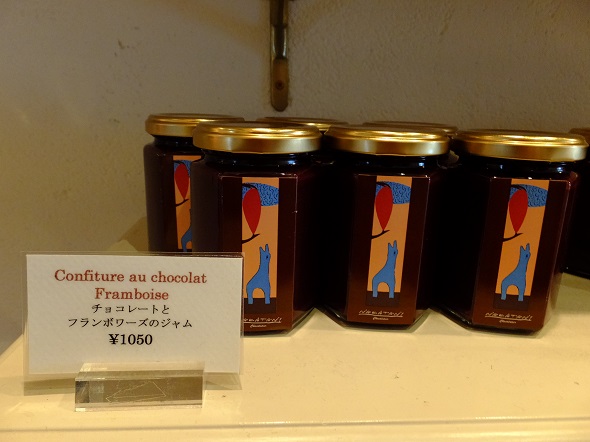 Confiture au chocolat
Framboise
チョコレートと
フランボワーズのジャム
¥1050